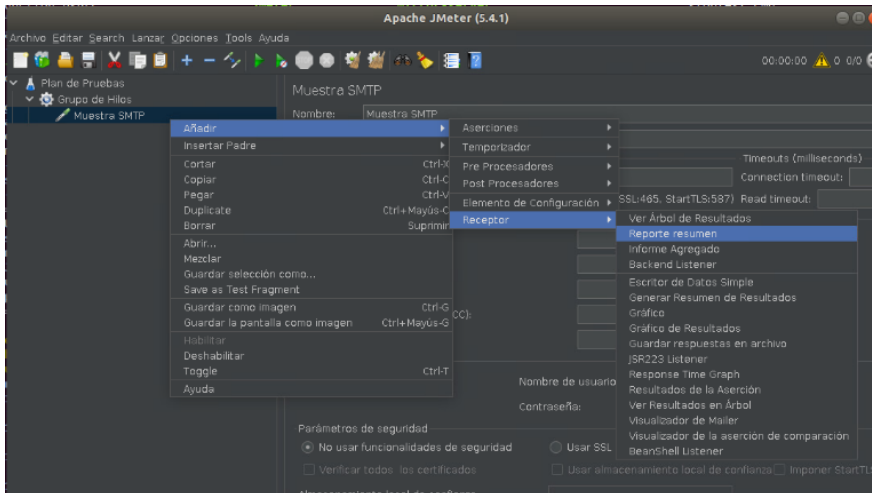 Apache JMeter (5.4.1)
Archivo Editar Search Lanzar Opciones Tools Ayuda
00:00:00 0 0/0
Plan de Pruebas
Grupo de Hilos
Muestra SMTP
Muestra SMTP
Nombre: Muestra SMTP
Añadir
Insertar Padre
Cortar Ctrl-X
Copiar Ctrl-C
Pegar Ctrl-V
Duplicate Ctrl+Mayús-C
Borrar Suprimir
Abrir...
Mezclar
Guardar selección como...
Save as Test Fragment
Guardar como imagen Ctrl-G
Guardar la pantalla como imagen Ctrl+Mayús-G
Habilitar
Deshabilitar
Toggle Ctrl-T
Ayuda
Aserciones
Temporizador
Pre Procesadores
Post Procesadores
Elemento de Configuración
Receptor
Timeouts (milliseconds)
Connection timeout:
SSL:465, StartTLS:587) Read timeout:
Ver Árbol de Resultados
Reporte resumen
Informe Agregado
Backend Listener
Escritor de Datos Simple
Generar Resumen de Resultados
Gráfico
Gráfico de Resultados
Guardar respuestas en archivo
JSR223 Listener
Response Time Graph
Resultados de la Aserción
Ver Resultados en Árbol
Visualizador de Mailer
Visualizador de la aserción de comparación
BeanShell Listener
CC):
Nombre de usuario
Contraseña:
Parámetros de seguridad
No usar funcionalidades de seguridad Usar SSL
Verificar todos los certificados Usar almacenamiento local de confianza Imponer StartTLS